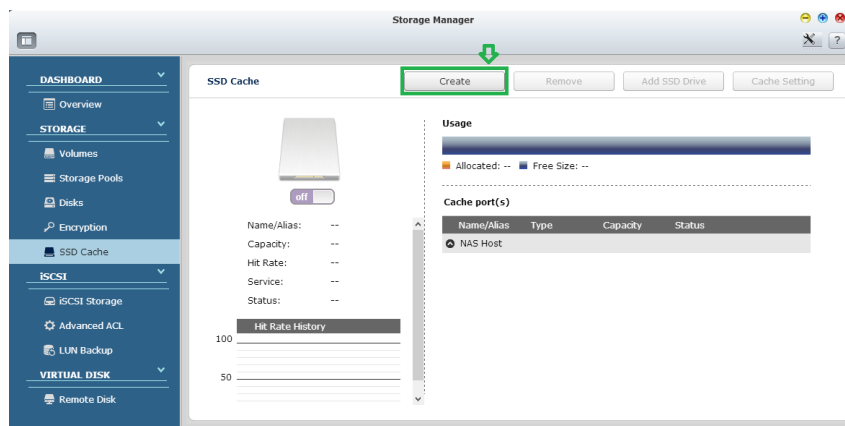 Storage Manager
?
DASHBOARD
Overview
STORAGE
Volumes
Storage Pools
Disks
Encryption
SSD Cache
iSCSI
iSCSI Storage
Advanced ACL
LUN Backup
VIRTUAL DISK
Remote Disk
SSD Cache Create Remove Add SSD Drive Cache Setting
off
Name/Alias: --
Capacity: --
Hit Rate: --
Service: --
Status: --
Hit Rate History
100
50
Usage
Allocated: -- Free Size: --
Cache port(s)
Name/Alias Type Capacity Status
NAS Host